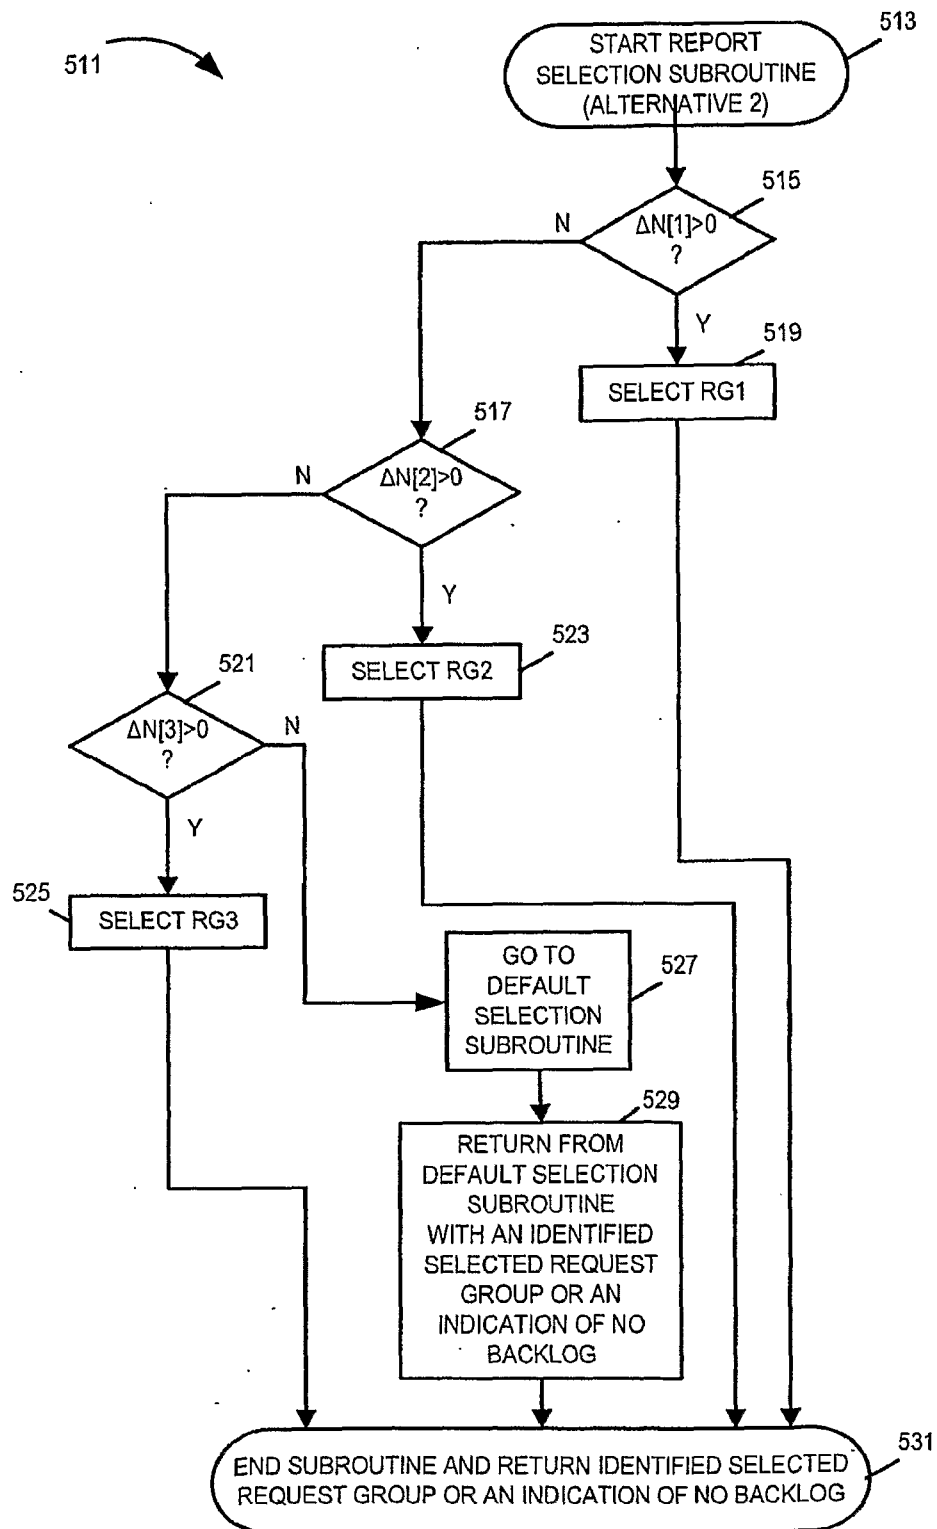 511
513
START REPORT
SELECTION SUBROUTINE
(ALTERNATIVE 2)
515
ΔN[1]>0
?
N
Y
519
SELECT RG1
517
ΔN[2]>0
?
N
Y
523
SELECT RG2
521
ΔN[3]>0
?
N
Y
525
SELECT RG3
527
GO TO
DEFAULT
SELECTION
SUBROUTINE
529
RETURN FROM
DEFAULT SELECTION
SUBROUTINE
WITH AN IDENTIFIED
SELECTED REQUEST
GROUP OR AN
INDICATION OF NO
BACKLOG
531
END SUBROUTINE AND RETURN IDENTIFIED SELECTED
REQUEST GROUP OR AN INDICATION OF NO BACKLOG